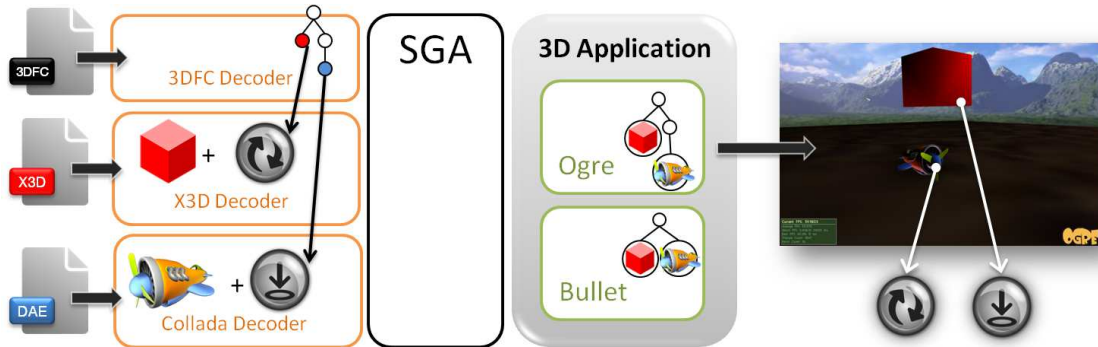 3DFC
3DFC Decoder
SGA
3D Application
X3D
+
X3D Decoder
Ogre
DAE
+
Collada Decoder
Bullet
OGRE